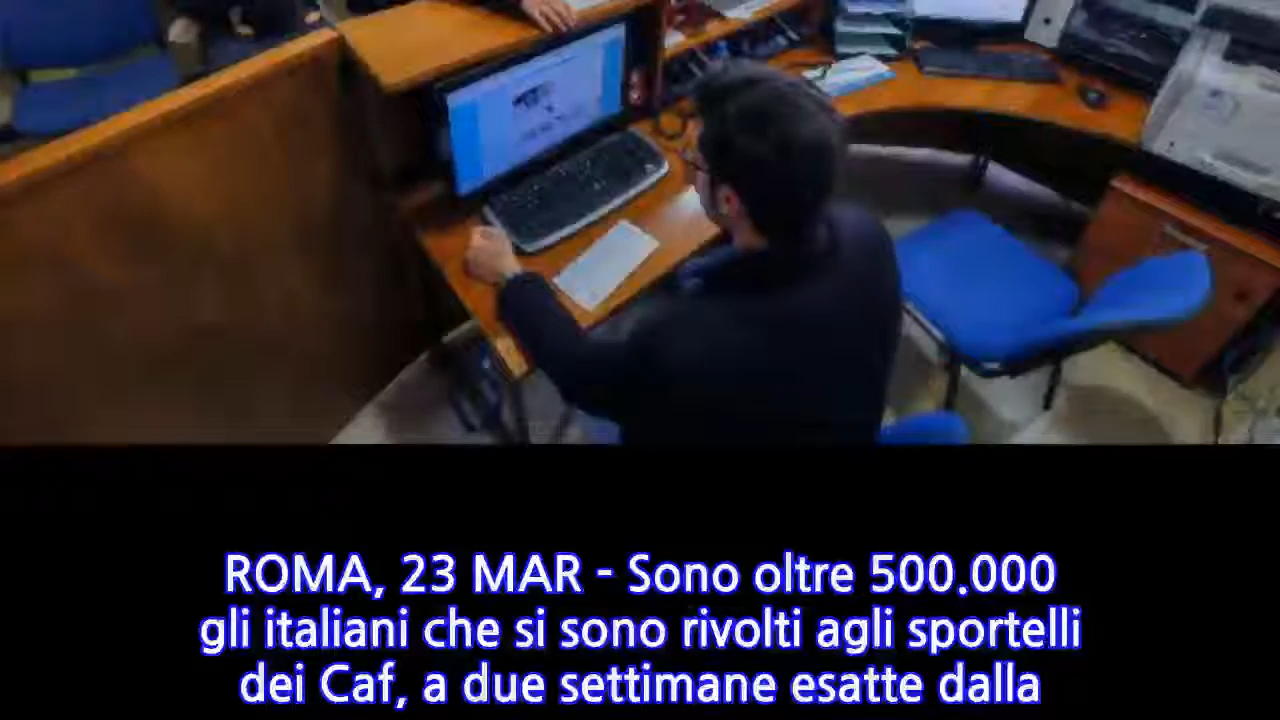 ROMA, 23 MAR - Sono oltre 500.000
gli italiani che si sono rivolti agli sportelli
dei Caf, a due settimane esatte dalla